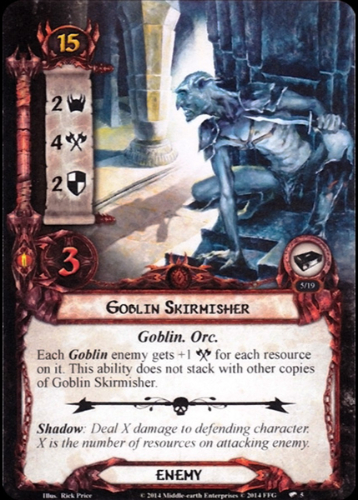 15
2
4
2
3
5/19
Goblin Skirmisher
Goblin. Orc.
Each Goblin enemy gets +1 for each resource
on it. This ability does not stack with other copies
of Goblin Skirmisher.
Shadow: Deal X damage to defending character.
X is the number of resources on attacking enemy.
ENEMY
Illus. Rick Prier © 2014 Middle-earth Enterprises © 2014 FFG 5